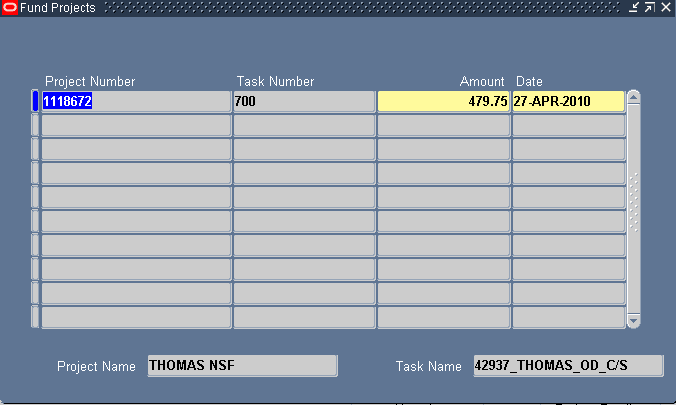 Fund Projects
Project Number Task Number Amount Date
1118672 700 479.75 27-APR-2010
Project Name THOMAS NSF Task Name 42937_THOMAS_OD_C/S